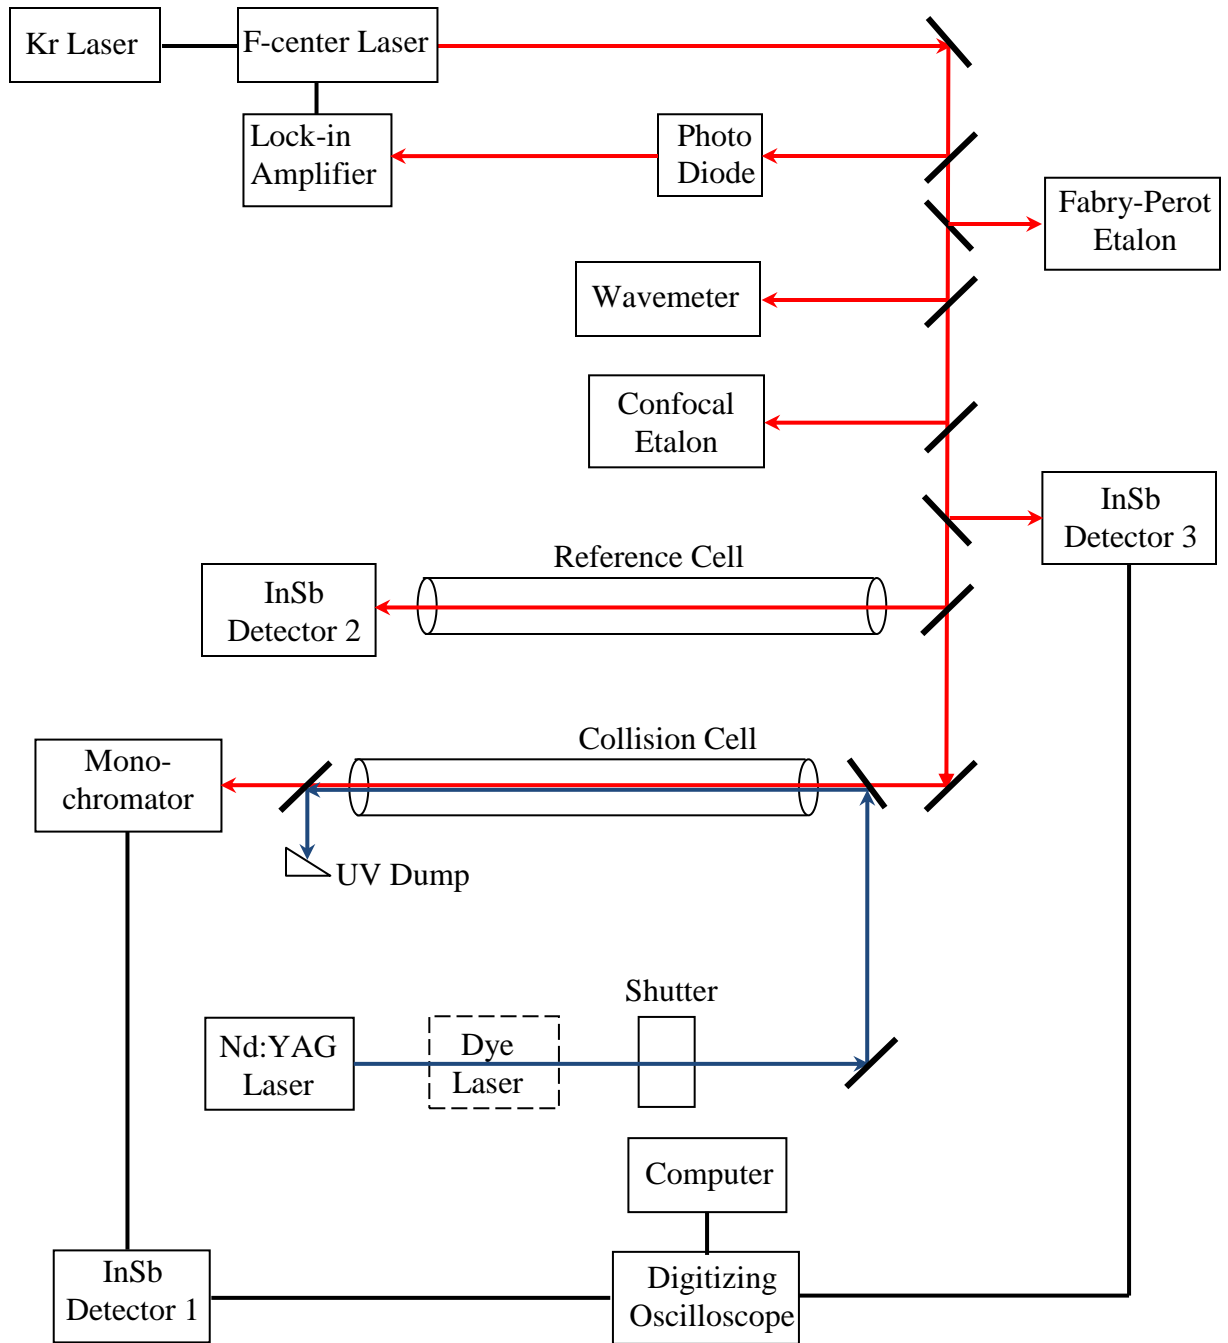 Kr Laser
F-center Laser
Lock-in
Amplifier
Photo
Diode
Fabry-Perot
Etalon
Wavemeter
Confocal
Etalon
InSb
Detector 3
Reference Cell
InSb
Detector 2
Collision Cell
Mono-
chromator
UV Dump
Shutter
Nd:YAG
Laser
Dye
Laser
Computer
InSb
Detector 1
Digitizing
Oscilloscope